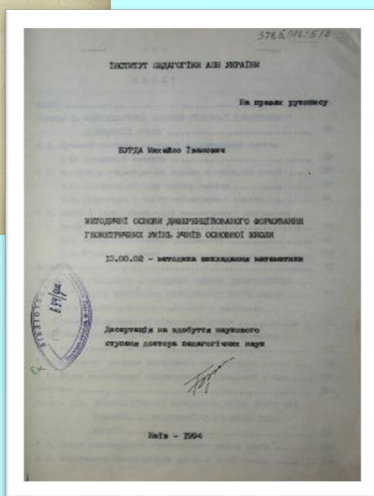 ІНСТИТУТ ПЕДАГОГІКИ АПН УКРАЇНИ
На правах рукопису
БУРДА Михайло Іванович
МЕТОДИЧНІ ОСНОВИ ДИФЕРЕНЦІЙОВАНОГО ФОРМУВАННЯ
ГЕОМЕТРИЧНИХ УМІНЬ УЧНІВ ОСНОВНОЇ ШКОЛИ
13.00.02 - методика викладання математики
Дисертація на здобуття наукового
ступеня доктора педагогічних наук
Київ - 1994